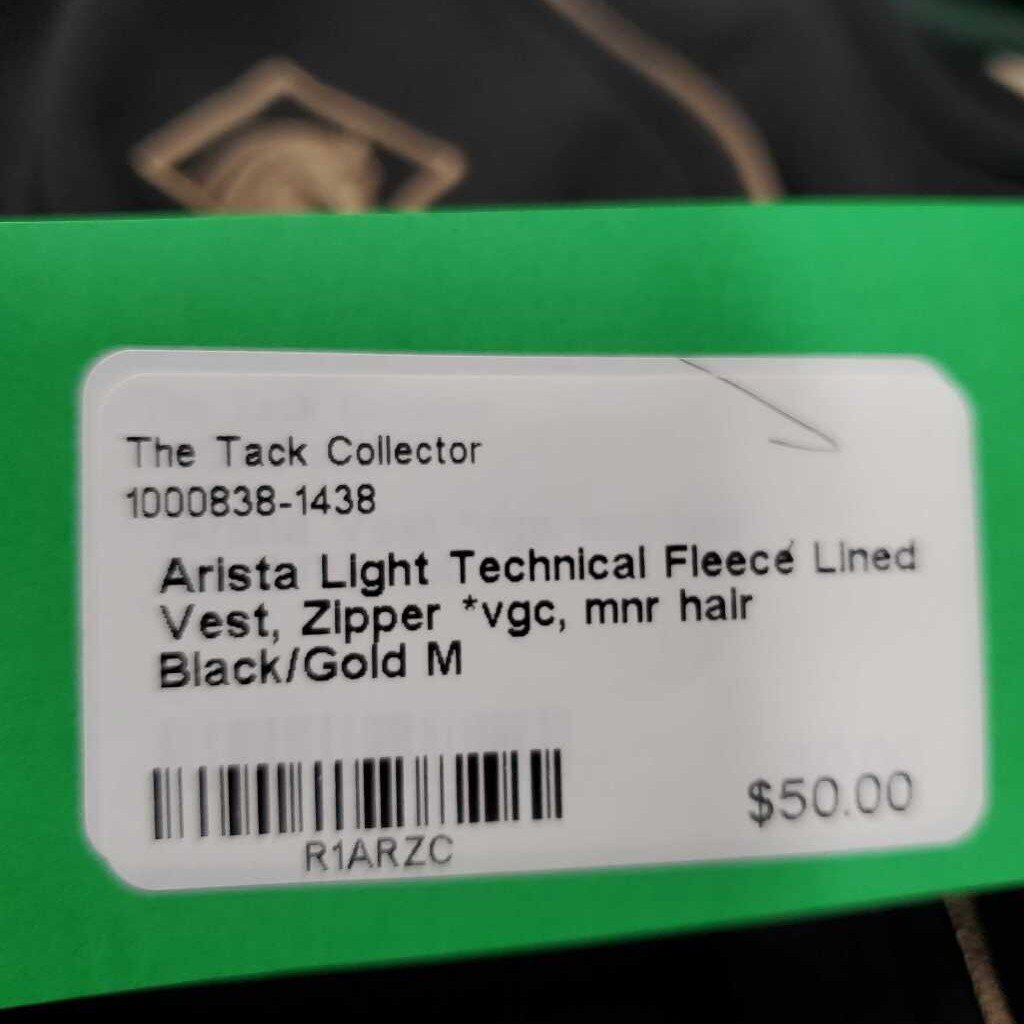 The Tack Collector
1000838-1438
Arista Light Technical Fleece Lined
Vest, Zipper *vgc, mnr hair
Black/Gold M
R1ARZC
$50.00